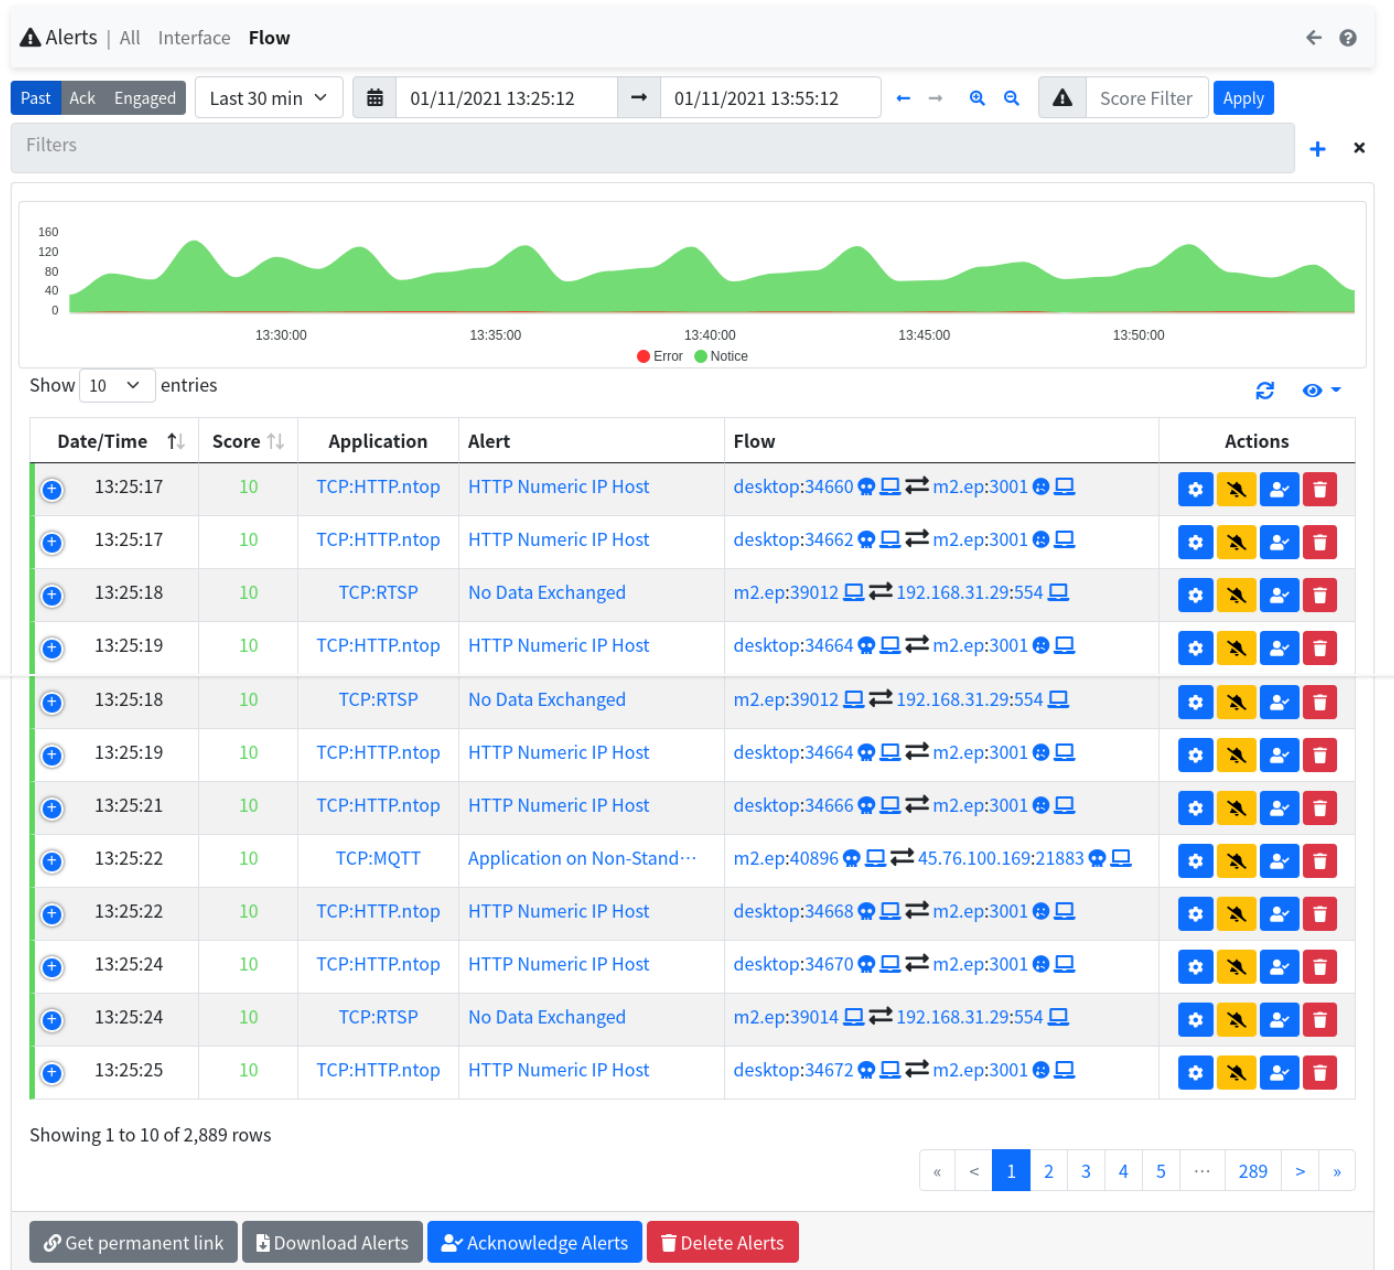 Alerts | All Interface Flow
Past Ack Engaged Last 30 min 01/11/2021 13:25:12 → 01/11/2021 13:55:12 ← → Score Filter Apply
Filters
160
120
80
40
0
13:30:00 13:35:00 13:40:00 13:45:00 13:50:00
Error Notice
Show 10 entries
Date/Time Score Application Alert Flow Actions
13:25:17 10 TCP:HTTP.ntop HTTP Numeric IP Host desktop:34660 m2.ep:3001
13:25:17 10 TCP:HTTP.ntop HTTP Numeric IP Host desktop:34662 m2.ep:3001
13:25:18 10 TCP:RTSP No Data Exchanged m2.ep:39012 192.168.31.29:554
13:25:19 10 TCP:HTTP.ntop HTTP Numeric IP Host desktop:34664 m2.ep:3001
13:25:18 10 TCP:RTSP No Data Exchanged m2.ep:39012 192.168.31.29:554
13:25:19 10 TCP:HTTP.ntop HTTP Numeric IP Host desktop:34664 m2.ep:3001
13:25:21 10 TCP:HTTP.ntop HTTP Numeric IP Host desktop:34666 m2.ep:3001
13:25:22 10 TCP:MQTT Application on Non-Stand··· m2.ep:40896 45.76.100.169:21883
13:25:22 10 TCP:HTTP.ntop HTTP Numeric IP Host desktop:34668 m2.ep:3001
13:25:24 10 TCP:HTTP.ntop HTTP Numeric IP Host desktop:34670 m2.ep:3001
13:25:24 10 TCP:RTSP No Data Exchanged m2.ep:39014 192.168.31.29:554
13:25:25 10 TCP:HTTP.ntop HTTP Numeric IP Host desktop:34672 m2.ep:3001
Showing 1 to 10 of 2,889 rows
« < 1 2 3 4 5 ··· 289 > »
Get permanent link Download Alerts Acknowledge Alerts Delete Alerts